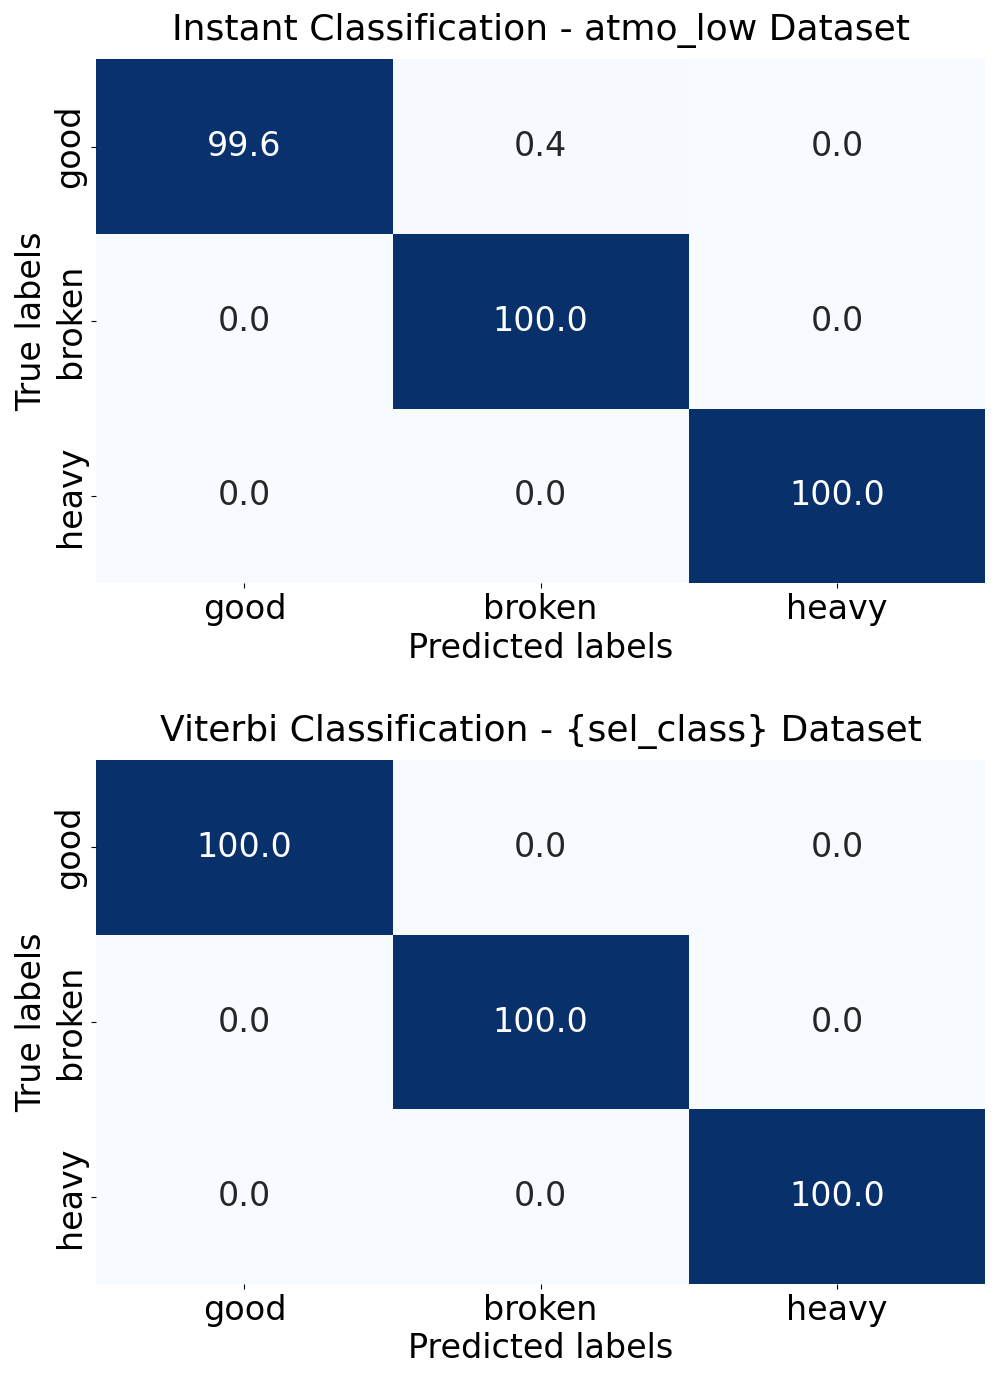 Instant Classification - atmo_low Dataset
good 99.6 0.4 0.0
broken 0.0 100.0 0.0
heavy 0.0 0.0 100.0
True labels
good broken heavy
Predicted labels
Viterbi Classification - {sel_class} Dataset
good 100.0 0.0 0.0
broken 0.0 100.0 0.0
heavy 0.0 0.0 100.0
True labels
good broken heavy
Predicted labels